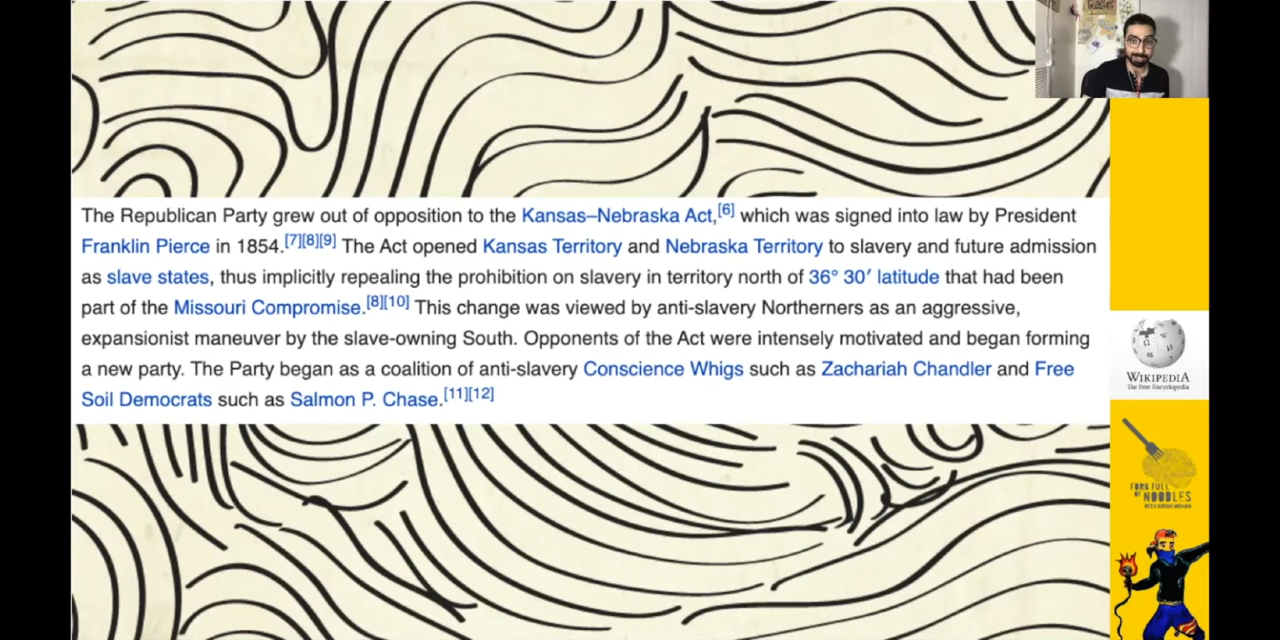 The Republican Party grew out of opposition to the Kansas–Nebraska Act,[6] which was signed into law by President
Franklin Pierce in 1854.[7][8][9] The Act opened Kansas Territory and Nebraska Territory to slavery and future admission
as slave states, thus implicitly repealing the prohibition on slavery in territory north of 36° 30′ latitude that had been
part of the Missouri Compromise.[8][10] This change was viewed by anti-slavery Northerners as an aggressive,
expansionist maneuver by the slave-owning South. Opponents of the Act were intensely motivated and began forming
a new party. The Party began as a coalition of anti-slavery Conscience Whigs such as Zachariah Chandler and Free
Soil Democrats such as Salmon P. Chase.[11][12]
WIKIPEDIA
The Free Encyclopedia
FORK FULL
OF NOODLES